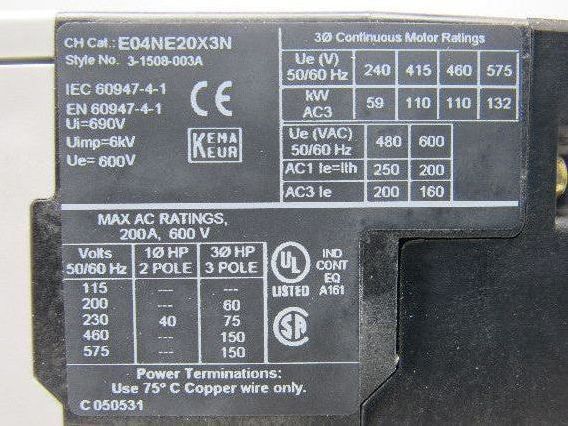 CH Cat.: E04NE20X3N
Style No. 3-1508-003A
IEC 60947-4-1
EN 60947-4-1
Ui=690V
Uimp=6kV
Ue= 600V
CE
KEMA
KEUR
3Ø Continuous Motor Ratings
Ue (V) 50/60 Hz 240 415 460 575
kW AC3 59 110 110 132
Ue (VAC) 50/60 Hz 480 600
AC1 Ie=Ith 250 200
AC3 Ie 200 160
MAX AC RATINGS,
200A, 600 V
Volts 50/60 Hz 1Ø HP 2 POLE 3Ø HP 3 POLE
115 --- ---
200 --- 60
230 40 75
460 --- 150
575 --- 150
UL
LISTED
IND
CONT
EQ
A161
SA
Power Terminations:
Use 75° C Copper wire only.
C 050531